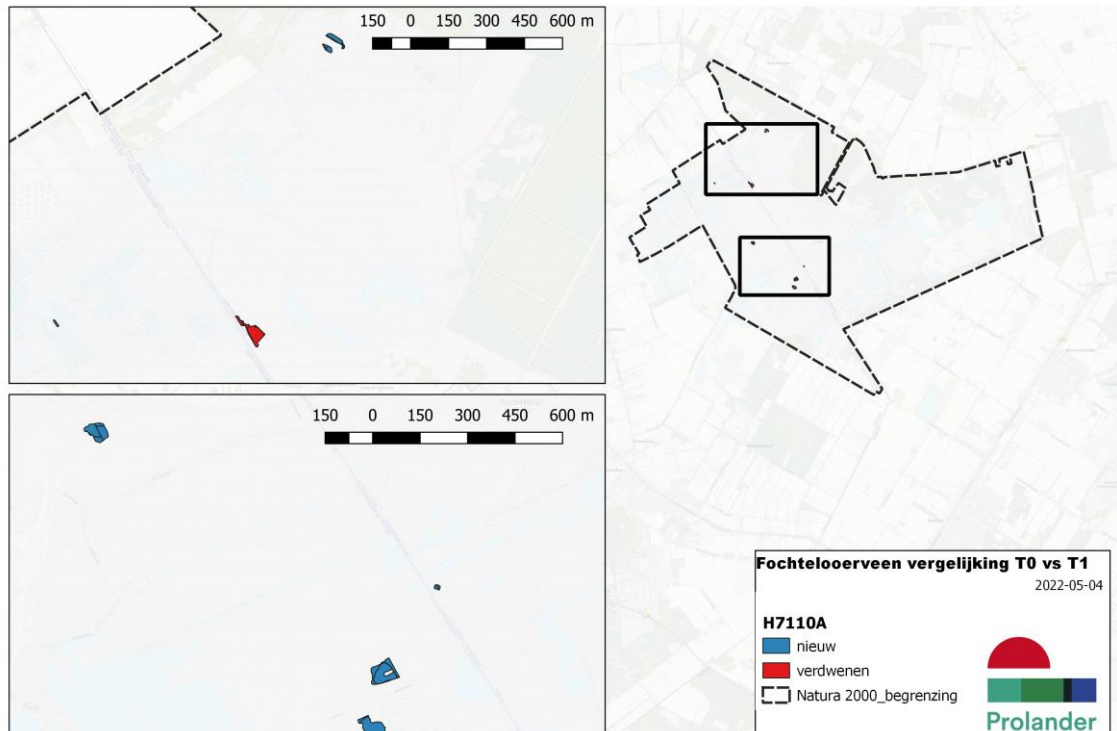 150 0 150 300 450 600 m
150 0 150 300 450 600 m
Fochtelooerveen vergelijking T0 vs T1
2022-05-04
H7110A
nieuw
verdwenen
Natura 2000_begrenzing
Prolander